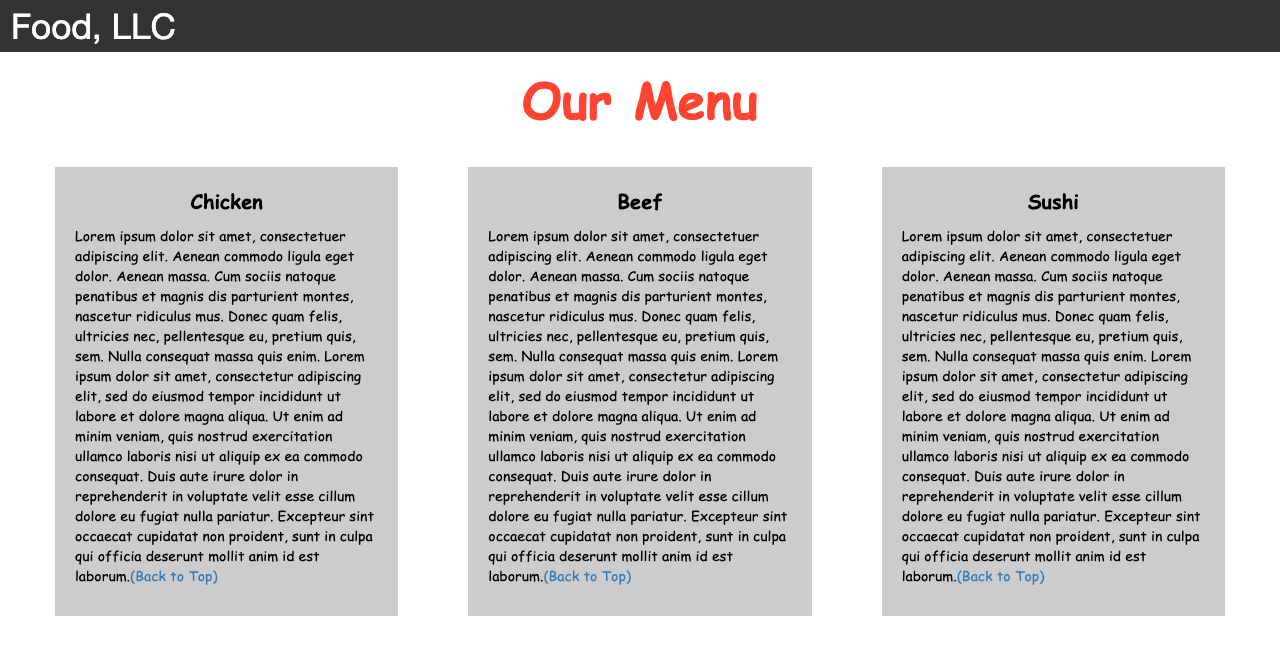 Food, LLC
Our Menu
Chicken
Lorem ipsum dolor sit amet, consectetuer
adipiscing elit. Aenean commodo ligula eget
dolor. Aenean massa. Cum sociis natoque
penatibus et magnis dis parturient montes,
nascetur ridiculus mus. Donec quam felis,
ultricies nec, pellentesque eu, pretium quis,
sem. Nulla consequat massa quis enim. Lorem
ipsum dolor sit amet, consectetur adipiscing
elit, sed do eiusmod tempor incididunt ut
labore et dolore magna aliqua. Ut enim ad
minim veniam, quis nostrud exercitation
ullamco laboris nisi ut aliquip ex ea commodo
consequat. Duis aute irure dolor in
reprehenderit in voluptate velit esse cillum
dolore eu fugiat nulla pariatur. Excepteur sint
occaecat cupidatat non proident, sunt in culpa
qui officia deserunt mollit anim id est
laborum.(Back to Top)
Beef
Lorem ipsum dolor sit amet, consectetuer
adipiscing elit. Aenean commodo ligula eget
dolor. Aenean massa. Cum sociis natoque
penatibus et magnis dis parturient montes,
nascetur ridiculus mus. Donec quam felis,
ultricies nec, pellentesque eu, pretium quis,
sem. Nulla consequat massa quis enim. Lorem
ipsum dolor sit amet, consectetur adipiscing
elit, sed do eiusmod tempor incididunt ut
labore et dolore magna aliqua. Ut enim ad
minim veniam, quis nostrud exercitation
ullamco laboris nisi ut aliquip ex ea commodo
consequat. Duis aute irure dolor in
reprehenderit in voluptate velit esse cillum
dolore eu fugiat nulla pariatur. Excepteur sint
occaecat cupidatat non proident, sunt in culpa
qui officia deserunt mollit anim id est
laborum.(Back to Top)
Sushi
Lorem ipsum dolor sit amet, consectetuer
adipiscing elit. Aenean commodo ligula eget
dolor. Aenean massa. Cum sociis natoque
penatibus et magnis dis parturient montes,
nascetur ridiculus mus. Donec quam felis,
ultricies nec, pellentesque eu, pretium quis,
sem. Nulla consequat massa quis enim. Lorem
ipsum dolor sit amet, consectetur adipiscing
elit, sed do eiusmod tempor incididunt ut
labore et dolore magna aliqua. Ut enim ad
minim veniam, quis nostrud exercitation
ullamco laboris nisi ut aliquip ex ea commodo
consequat. Duis aute irure dolor in
reprehenderit in voluptate velit esse cillum
dolore eu fugiat nulla pariatur. Excepteur sint
occaecat cupidatat non proident, sunt in culpa
qui officia deserunt mollit anim id est
laborum.(Back to Top)